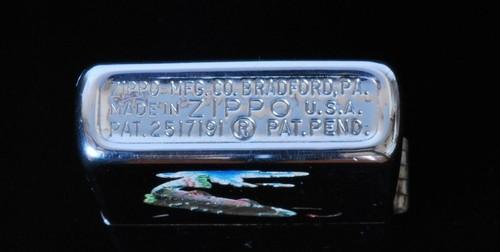 ZIPPO MFG. CO. BRADFORD, PA.
MADE IN ZIPPO U.S.A.
PAT. 2517191 ® PAT. PEND.